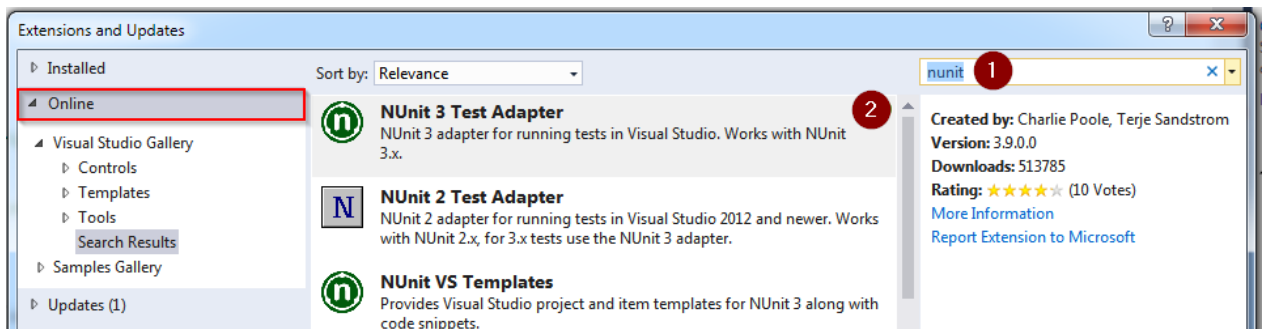 Extensions and Updates
?
X
Installed
Online
Visual Studio Gallery
Controls
Templates
Tools
Search Results
Samples Gallery
Updates (1)
Sort by: Relevance
n
NUnit 3 Test Adapter
2
NUnit 3 adapter for running tests in Visual Studio. Works with NUnit
3.x.
N
NUnit 2 Test Adapter
NUnit 2 adapter for running tests in Visual Studio 2012 and newer. Works
with NUnit 2.x, for 3.x tests use the NUnit 3 adapter.
n
NUnit VS Templates
Provides Visual Studio project and item templates for NUnit 3 along with
code snippets.
nunit 1
Created by: Charlie Poole, Terje Sandstrom
Version: 3.9.0.0
Downloads: 513785
Rating: (10 Votes)
More Information
Report Extension to Microsoft